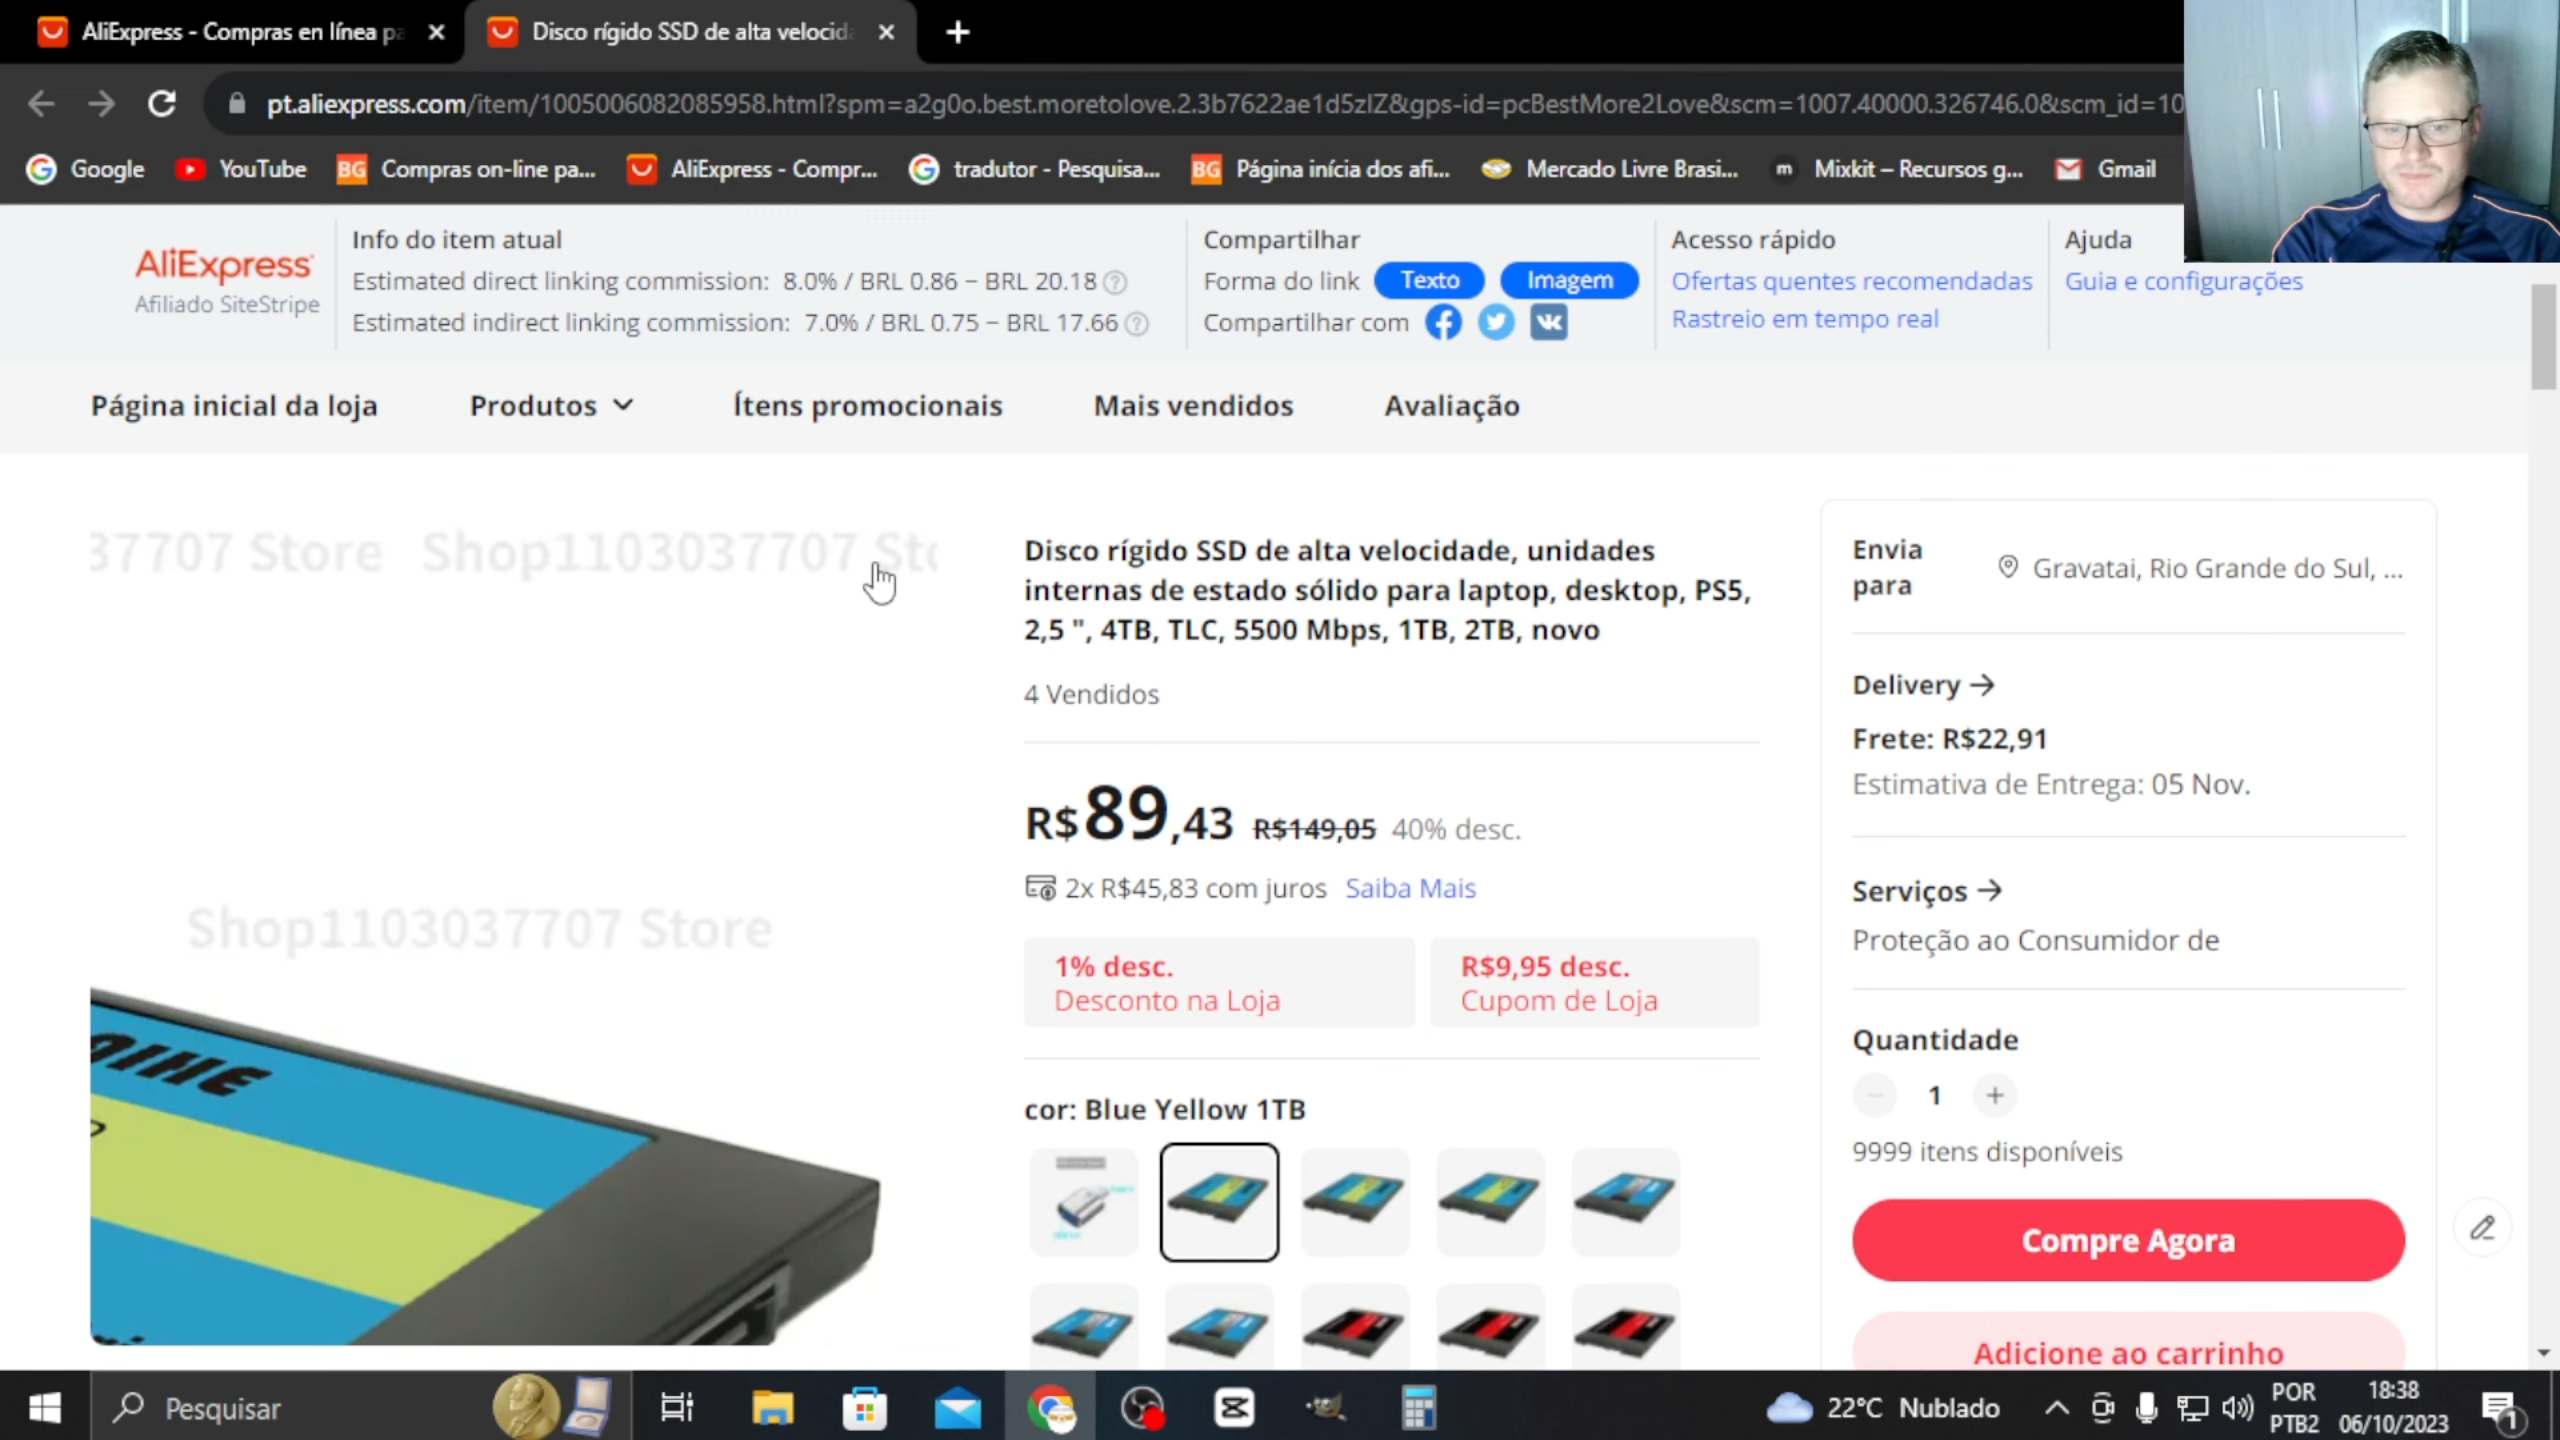 AliExpress - Compras en línea pa
Disco rígido SSD de alta velocida
pt.aliexpress.com/item/1005006082085958.html?spm=a2g0o.best.moretolove.2.3b7622ae1d5zIZ&gps-id=pcBestMore2Love&scm=1007.40000.326746.0&scm_id=10
Google YouTube Compras on-line pa... AliExpress - Compr... tradutor - Pesquisa... Página início dos afi... Mercado Livre Brasi... Mixkit – Recursos g... Gmail
AliExpress
Afiliado SiteStripe
Info do item atual
Estimated direct linking commission: 8.0% / BRL 0.86 – BRL 20.18
Estimated indirect linking commission: 7.0% / BRL 0.75 – BRL 17.66
Compartilhar
Forma do link Texto Imagem
Compartilhar com
Acesso rápido
Ofertas quentes recomendadas
Rastreio em tempo real
Ajuda
Guia e configurações
Página inicial da loja Produtos Ítens promocionais Mais vendidos Avaliação
37707 Store Shop1103037707 Sto
Shop1103037707 Store
Disco rígido SSD de alta velocidade, unidades
internas de estado sólido para laptop, desktop, PS5,
2,5 ", 4TB, TLC, 5500 Mbps, 1TB, 2TB, novo
4 Vendidos
R$89,43 R$149,05 40% desc.
2x R$45,83 com juros Saiba Mais
1% desc.
Desconto na Loja
R$9,95 desc.
Cupom de Loja
cor: Blue Yellow 1TB
Envia
para
Gravatai, Rio Grande do Sul, ...
Delivery
Frete: R$22,91
Estimativa de Entrega: 05 Nov.
Serviços
Proteção ao Consumidor de
Quantidade
1
9999 itens disponíveis
Compre Agora
Adicione ao carrinho
Pesquisar
22°C Nublado
POR
PTB2
18:38
06/10/2023
1